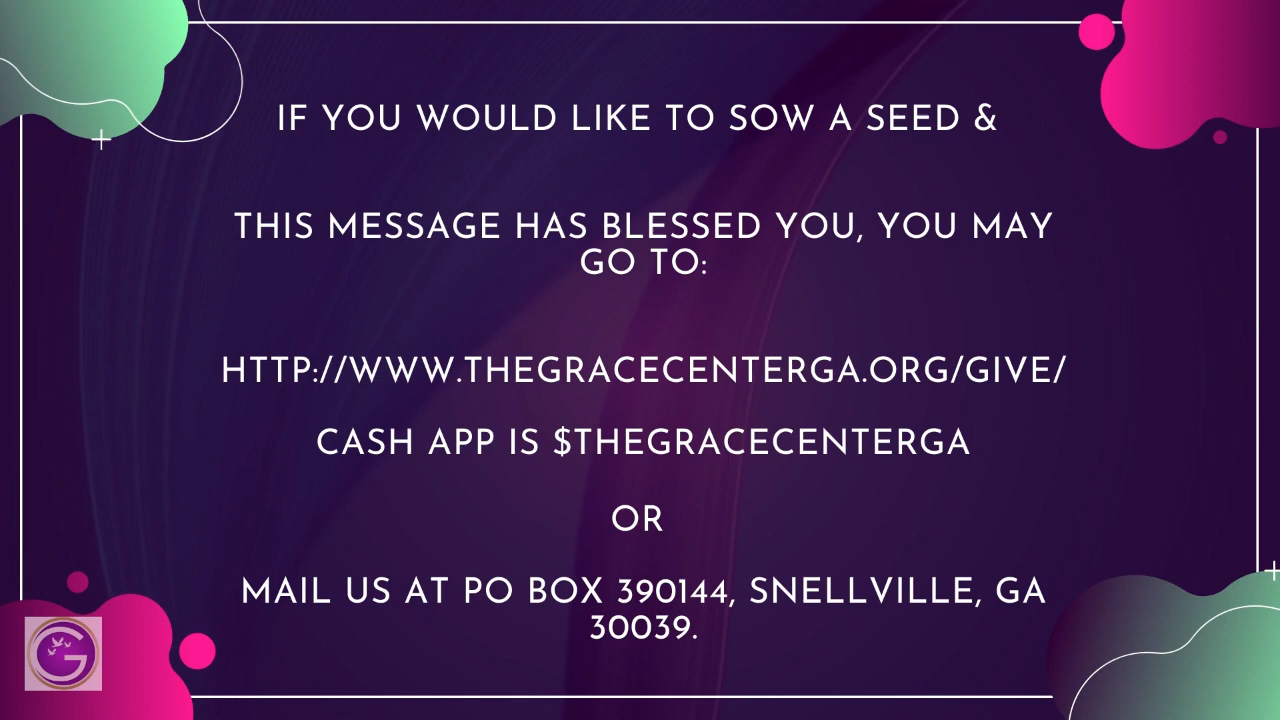 IF YOU WOULD LIKE TO SOW A SEED &
THIS MESSAGE HAS BLESSED YOU, YOU MAY
GO TO:
HTTP://WWW.THEGRACECENTERGA.ORG/GIVE/
CASH APP IS $THEGRACECENTERGA
OR
MAIL US AT PO BOX 390144, SNELLVILLE, GA
30039.
G